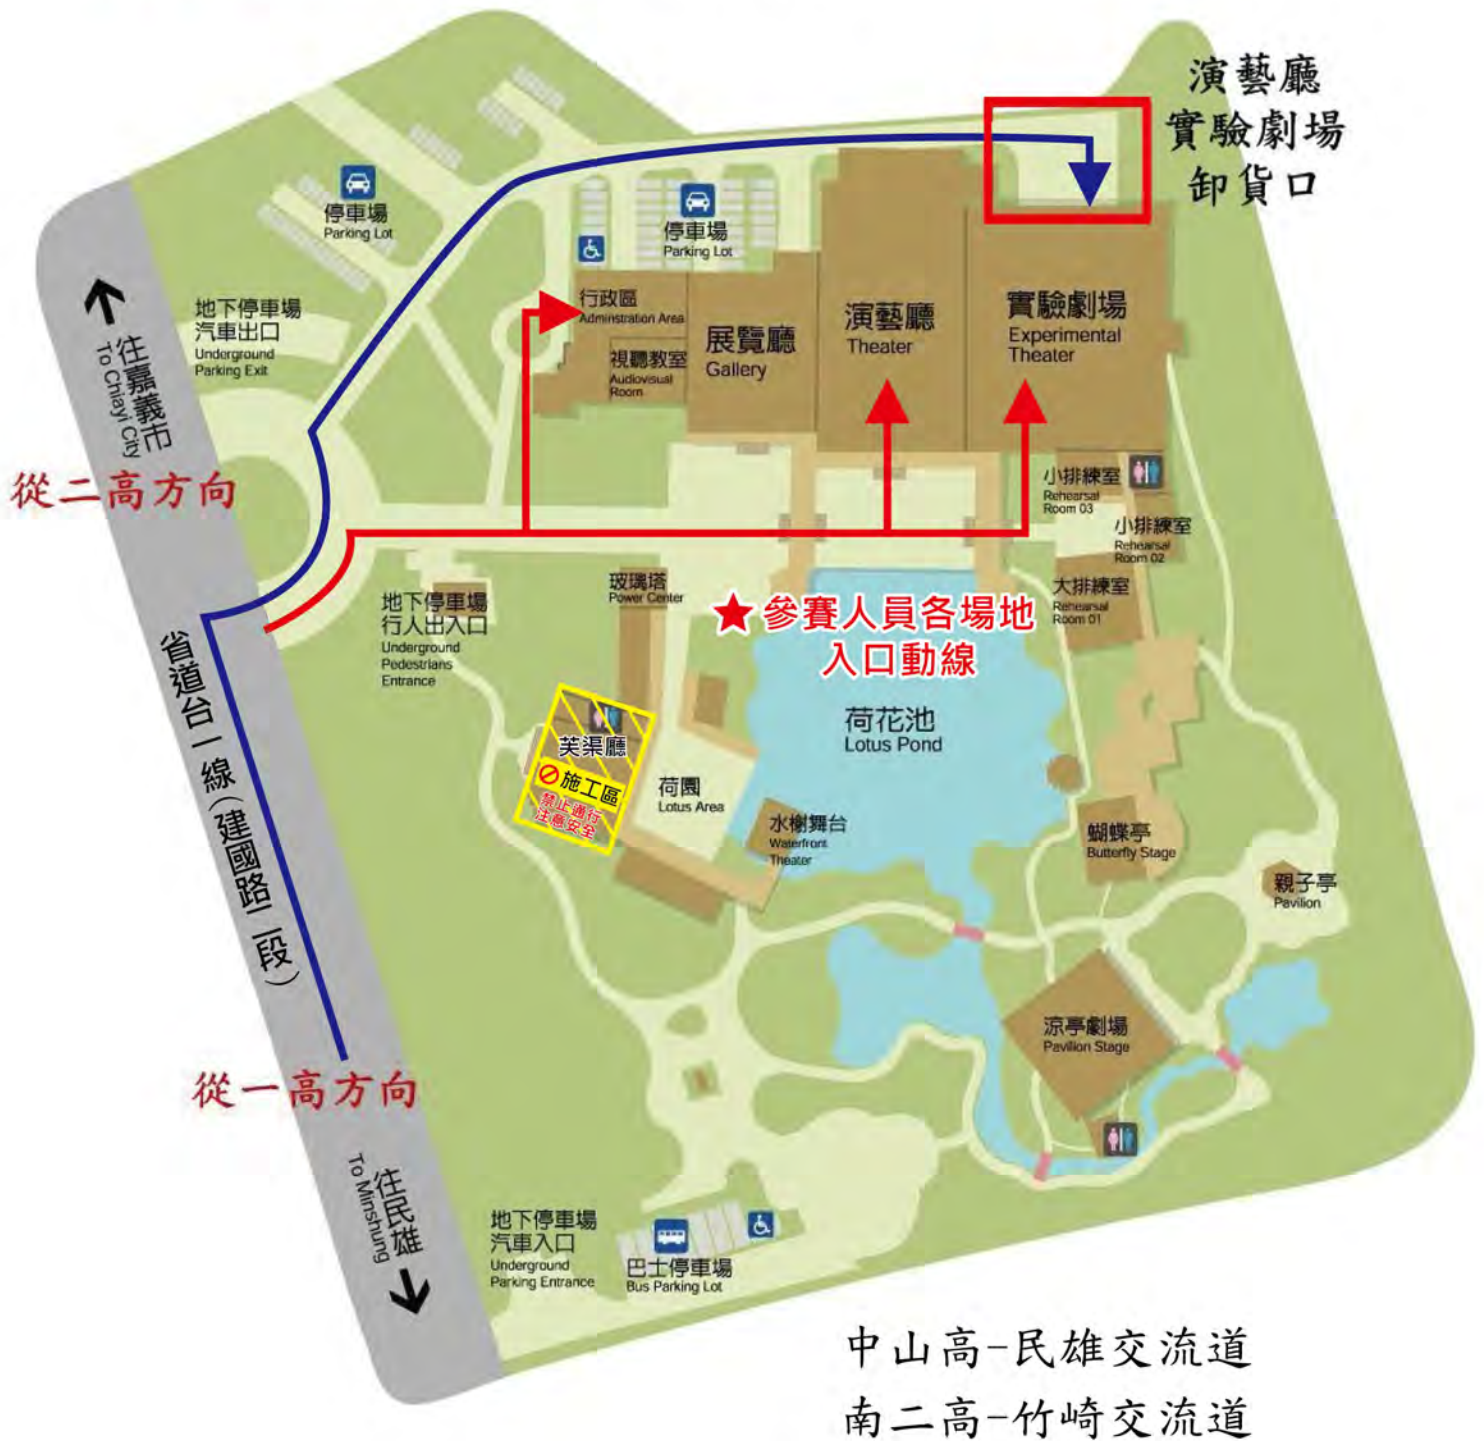 演藝廳
實驗劇場
卸貨口
停車場
Parking Lot
停車場
Parking Lot
地下停車場
汽車出口
Underground
Parking Exit
往嘉義市
To Chiayi City
行政區
Adminstration Area
視聽教室
Audiovisual
Room
展覽廳
Gallery
演藝廳
Theater
實驗劇場
Experimental
Theater
從二高方向
小排練室
Rehearsal
Room 03
小排練室
Rehearsal
Room 02
大排練室
Rehearsal
Room 01
地下停車場
行人出入口
Underground
Pedestrians
Entrance
玻璃塔
Power Center
★ 參賽人員各場地
入口動線
省道台一線(建國路二段)
荷花池
Lotus Pond
芙渠廳
施工區
禁止通行
注意安全
荷園
Lotus Area
水榭舞台
Waterfront
Theater
蝴蝶亭
Butterfly Stage
親子亭
Pavilion
涼亭劇場
Pavilion Stage
從一高方向
往民雄
To Minshung
地下停車場
汽車入口
Underground
Parking Entrance
巴士停車場
Bus Parking Lot
中山高-民雄交流道
南二高-竹崎交流道